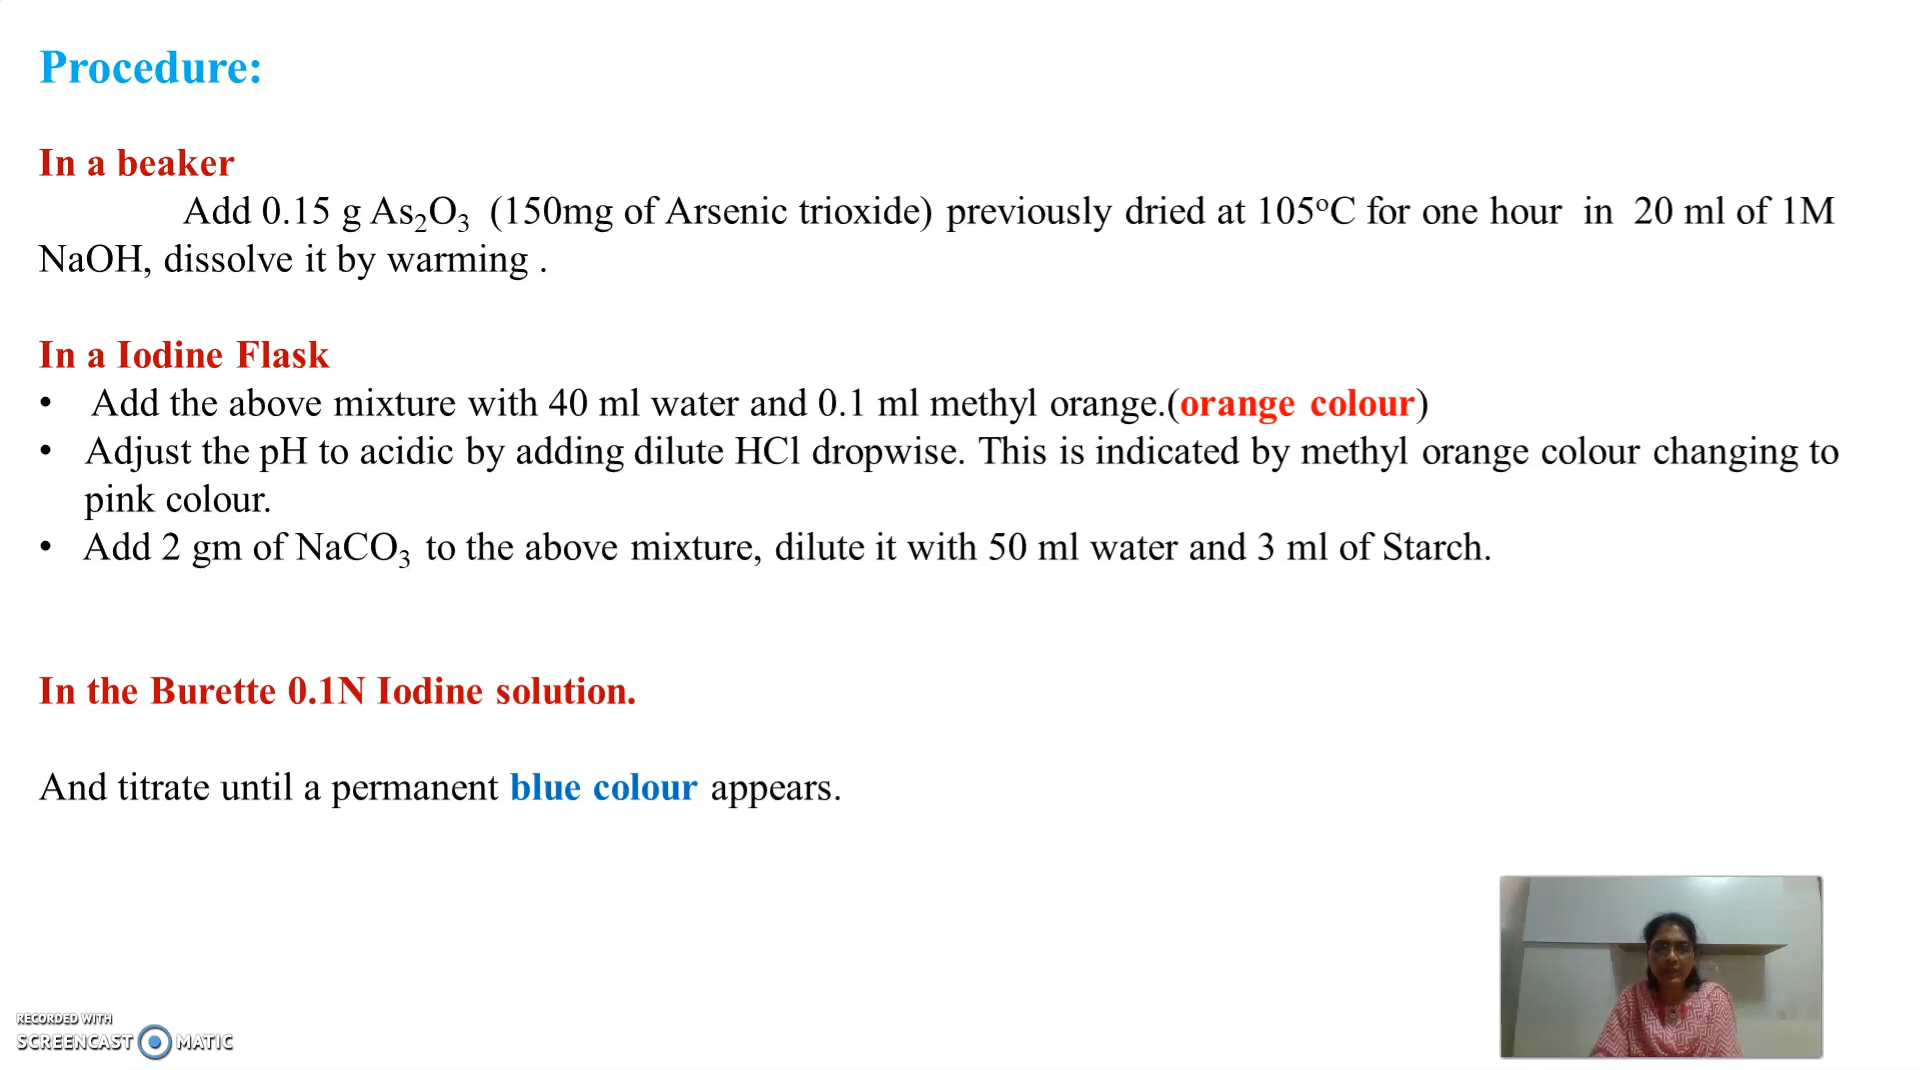 Procedure:
In a beaker
Add 0.15 g As₂O₃ (150mg of Arsenic trioxide) previously dried at 105ºC for one hour in 20 ml of 1M
NaOH, dissolve it by warming .
In a Iodine Flask
• Add the above mixture with 40 ml water and 0.1 ml methyl orange.(orange colour)
• Adjust the pH to acidic by adding dilute HCl dropwise. This is indicated by methyl orange colour changing to
pink colour.
• Add 2 gm of NaCO₃ to the above mixture, dilute it with 50 ml water and 3 ml of Starch.
In the Burette 0.1N Iodine solution.
And titrate until a permanent blue colour appears.
RECORDED WITH
SCREENCAST MATIC